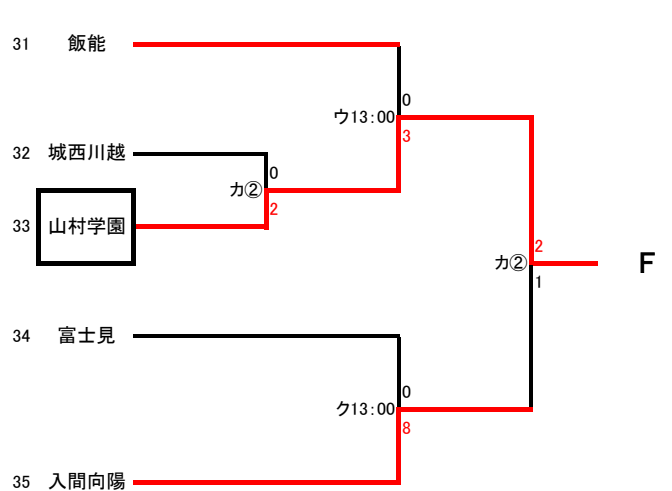 31 飯能
0
ウ13:00
3
32 城西川越
0
カ②
2
33 山村学園
2
カ② F
1
34 富士見
0
ク13:00
8
35 入間向陽